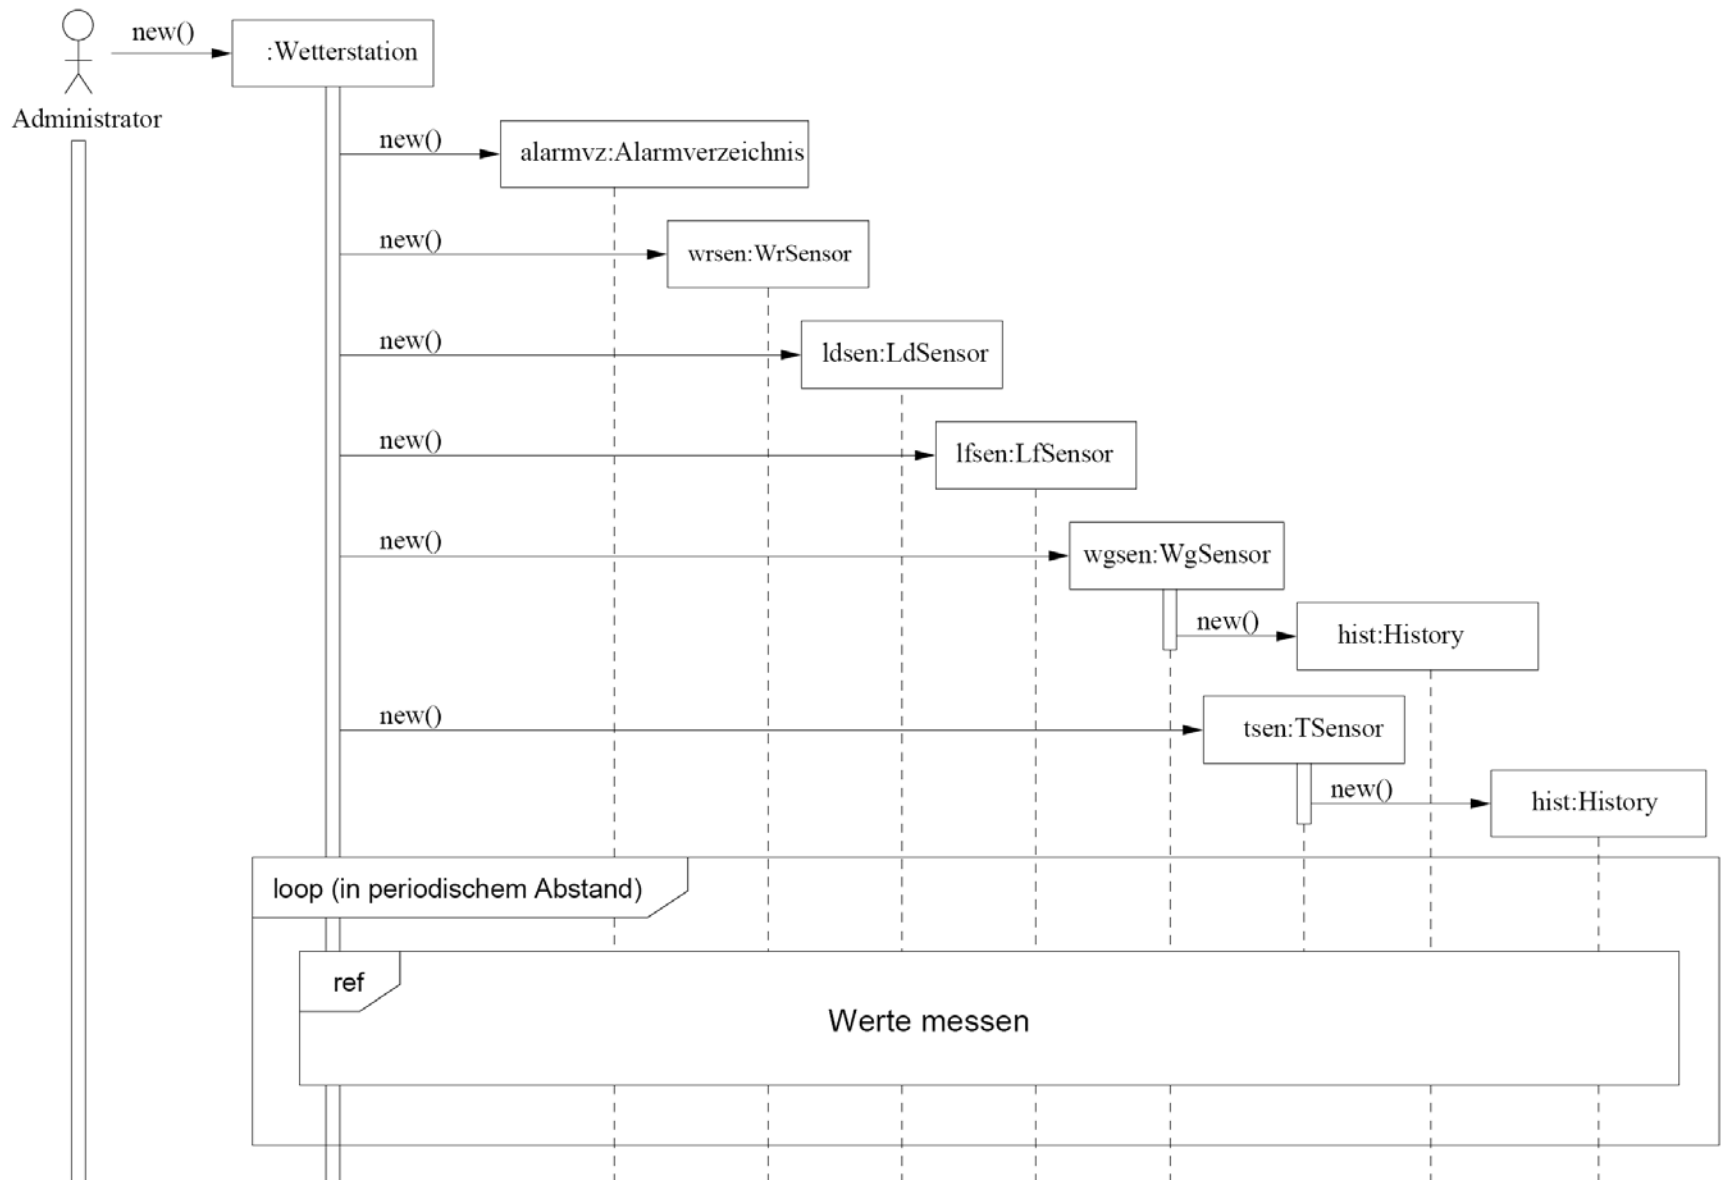 new()
:Wetterstation
Administrator
new()
alarmvz:Alarmverzeichnis
new()
wrsen:WrSensor
new()
ldsen:LdSensor
new()
lfsen:LfSensor
new()
wgsen:WgSensor
new()
hist:History
new()
tsen:TSensor
new()
hist:History
loop (in periodischem Abstand)
ref
Werte messen